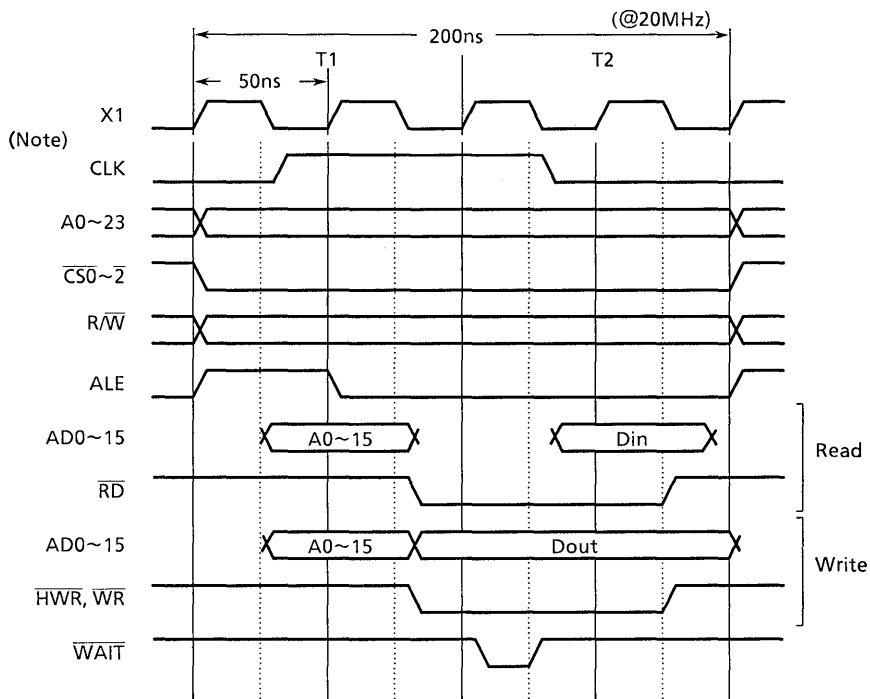 (@20MHz)
200ns
T1
T2
50ns
X1
(Note)
CLK
A0~23
CS0~2
R/W
ALE
AD0~15
A0~15
Din
Read
RD
AD0~15
A0~15
Dout
Write
HWR, WR
WAIT